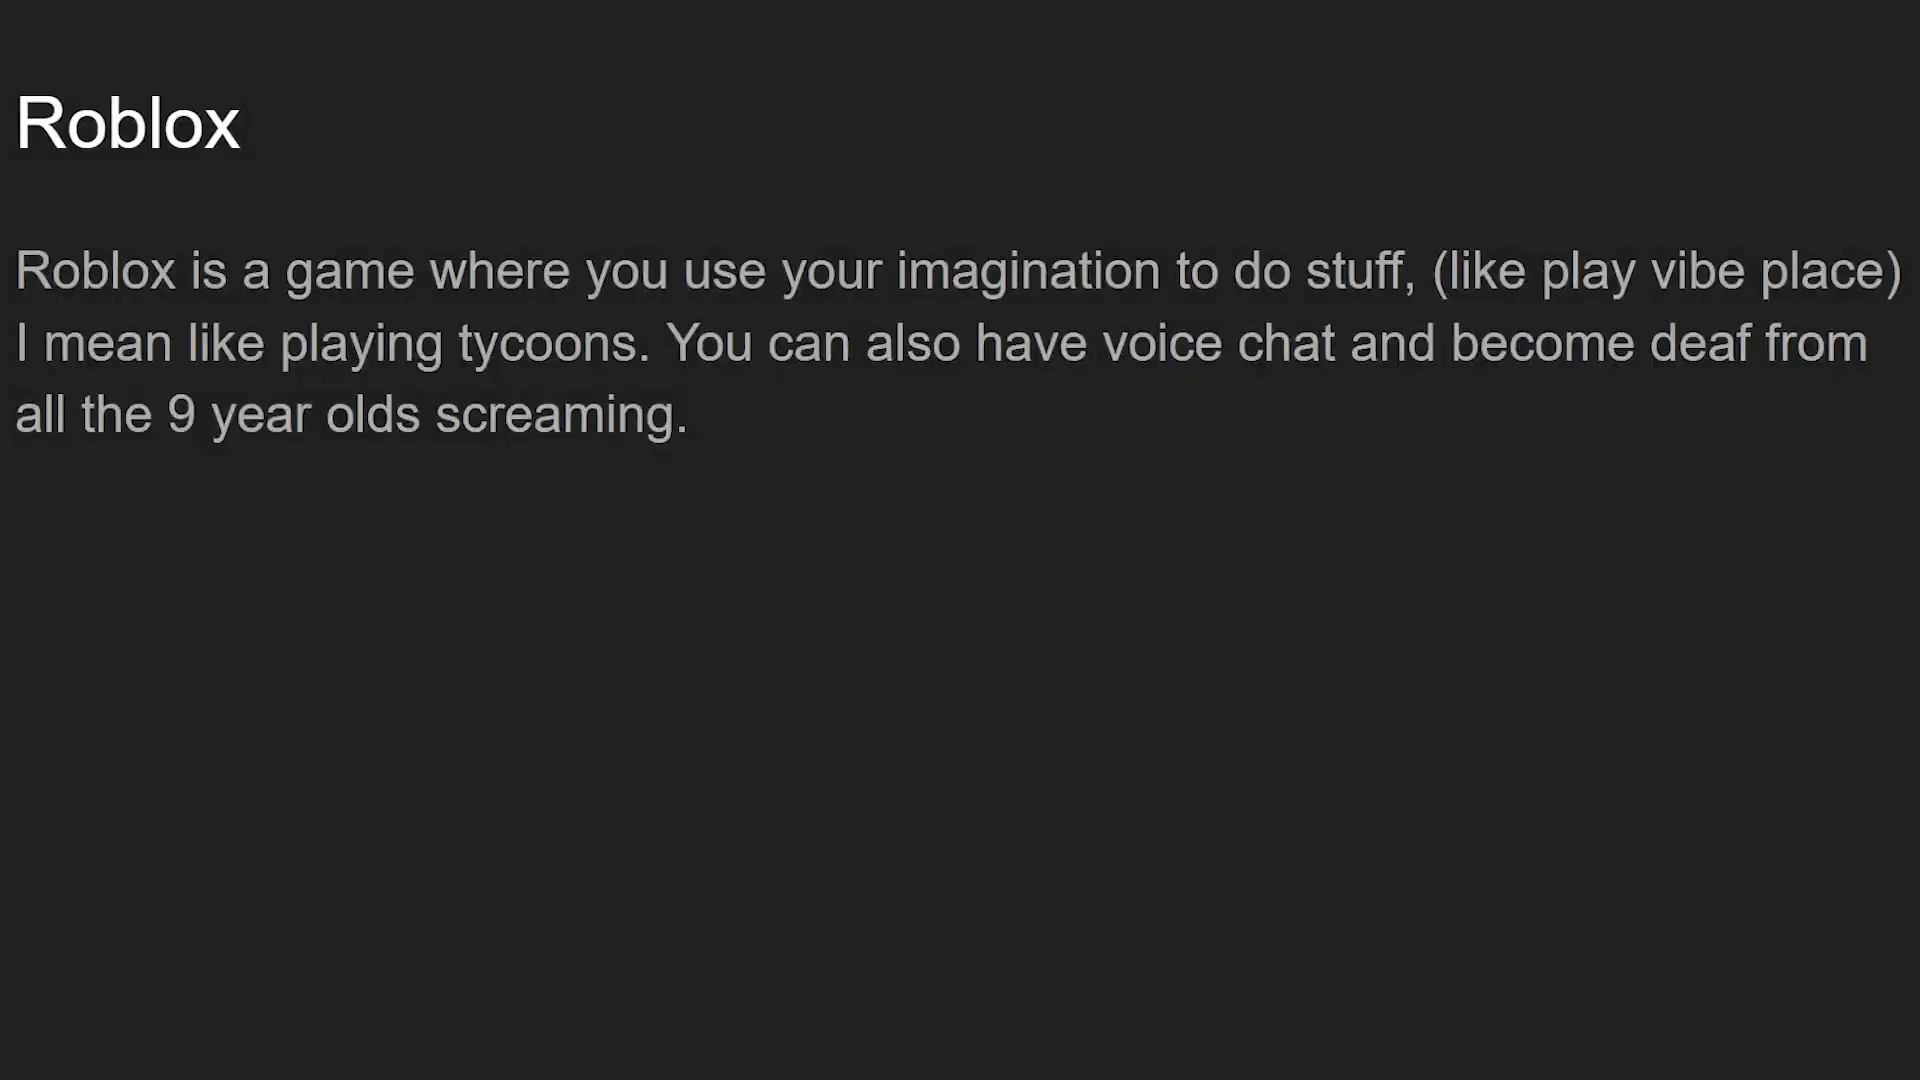 Roblox
Roblox is a game where you use your imagination to do stuff, (like play vibe place)
I mean like playing tycoons. You can also have voice chat and become deaf from
all the 9 year olds screaming.